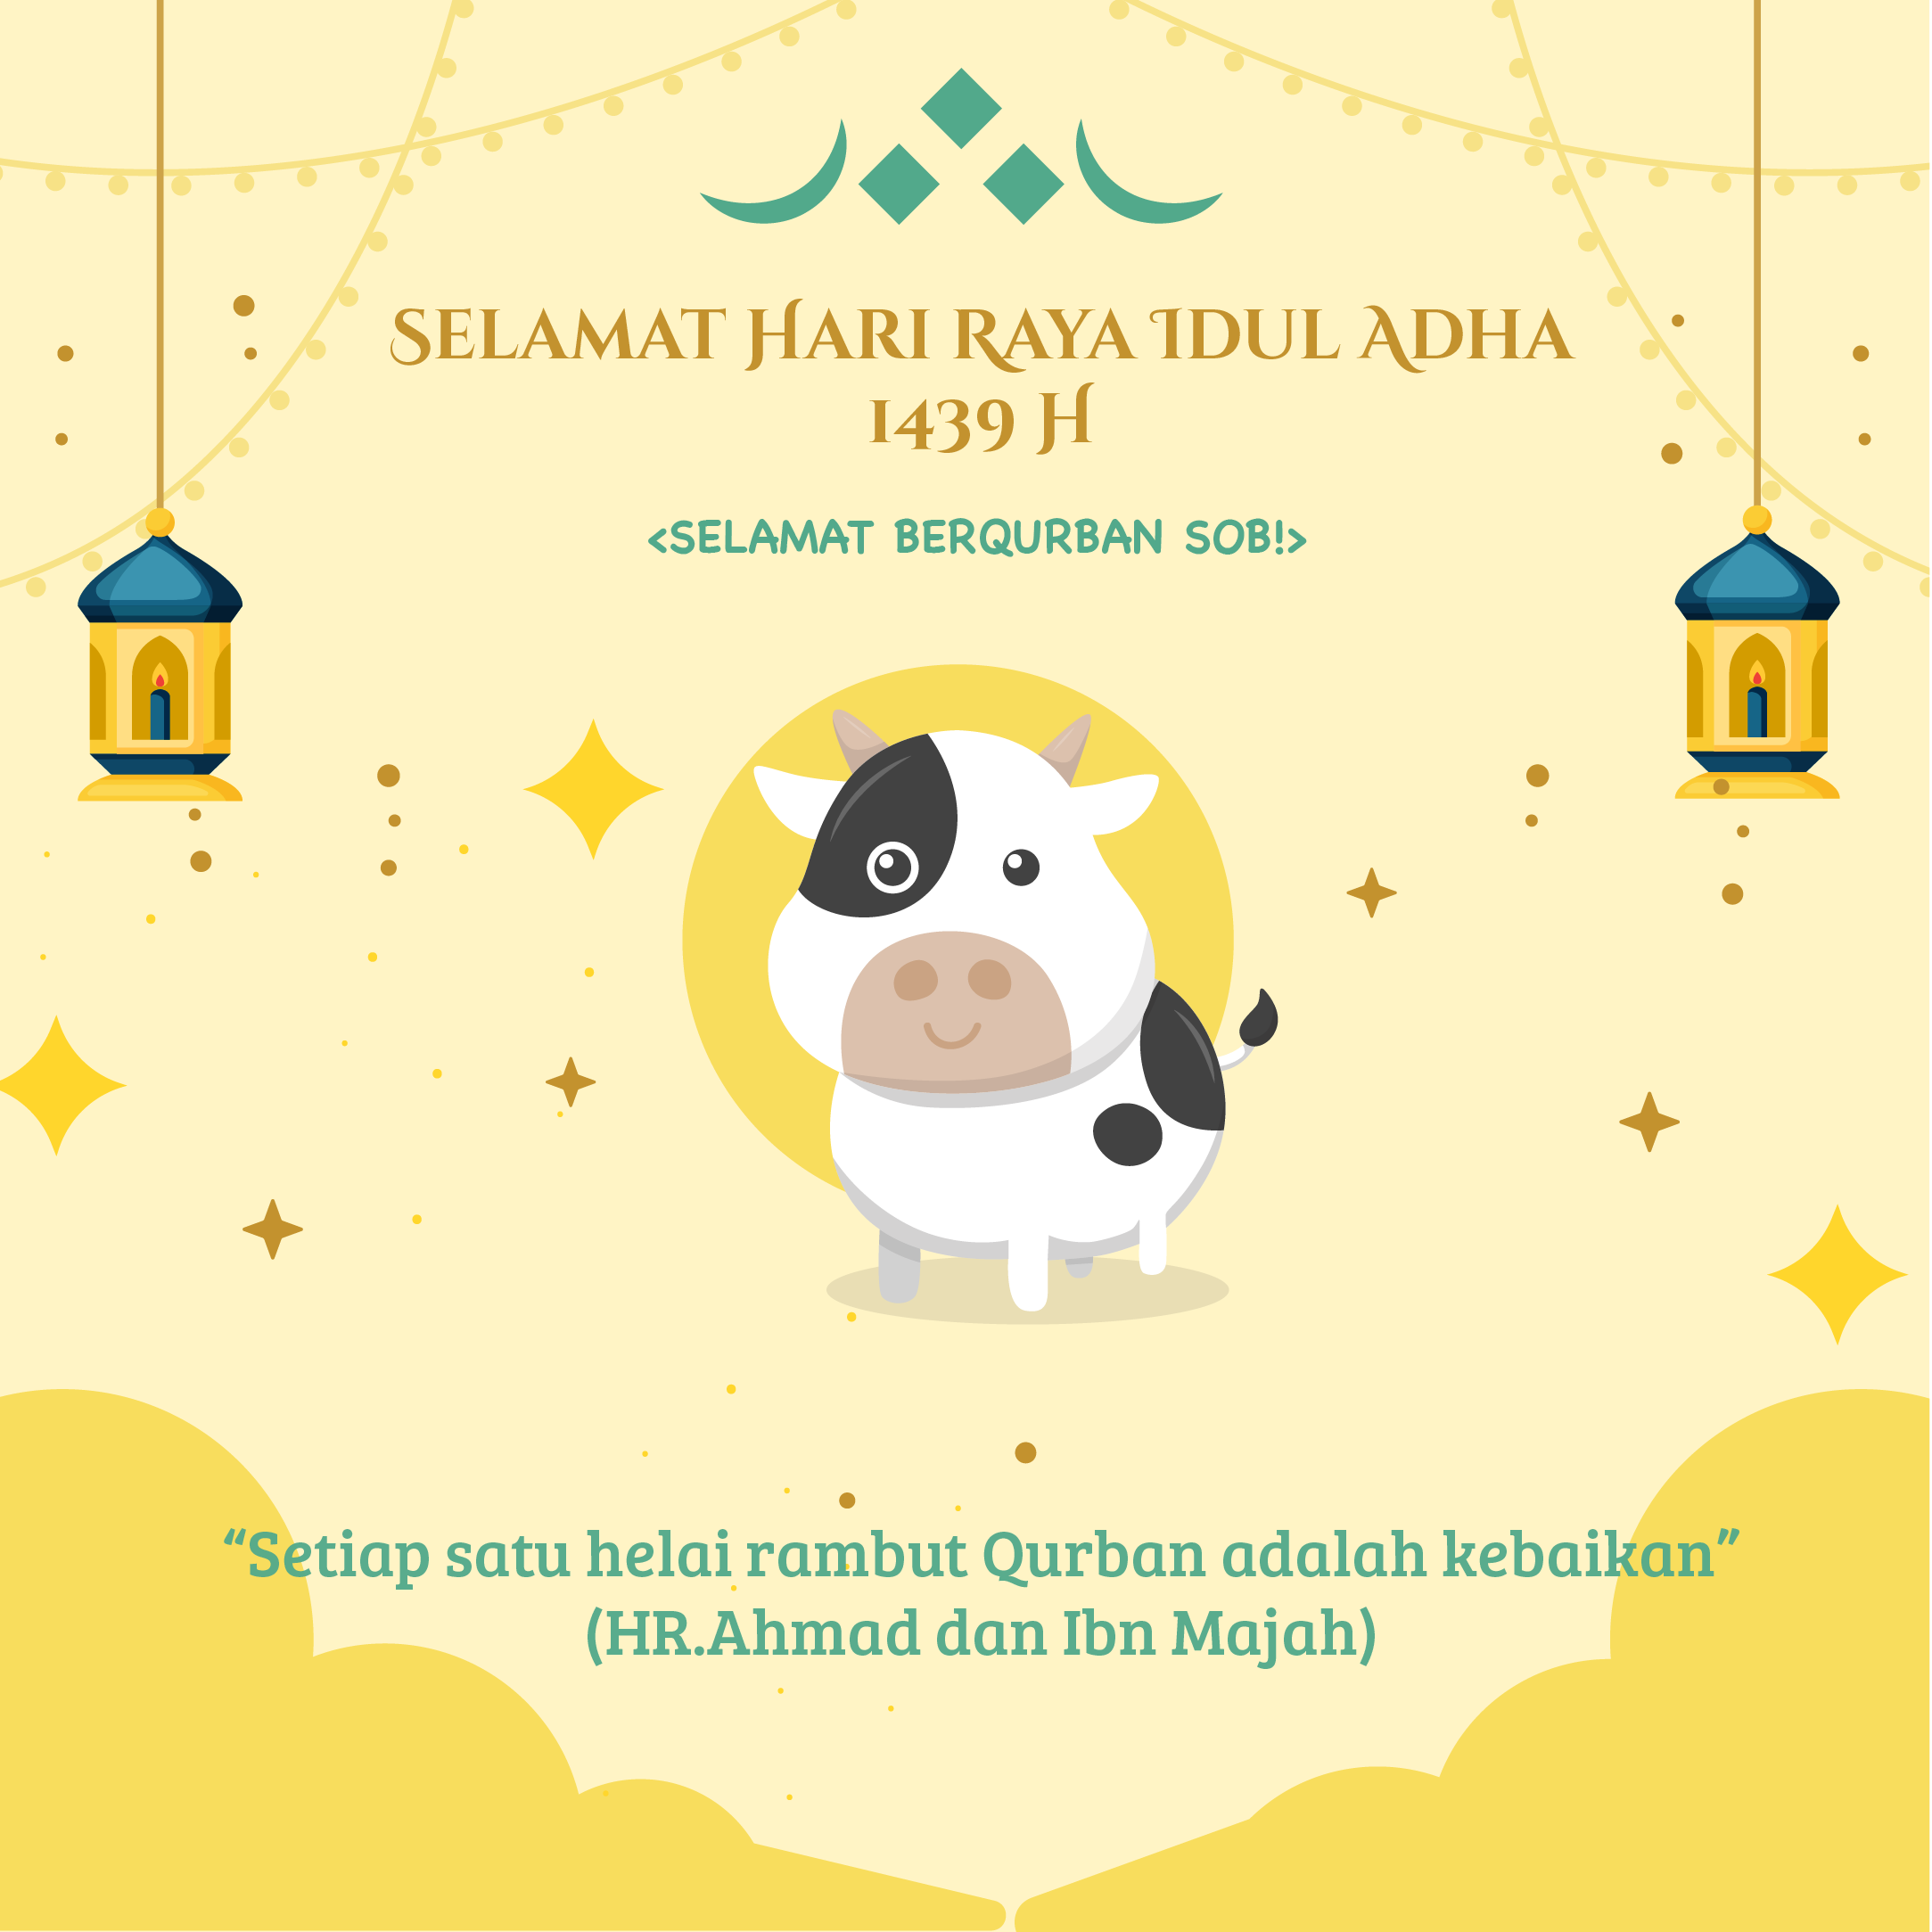 Selamat Hari Raya Idul Adha
1439 H
<SELAMAT BERQURBAN SOB!>
“Setiap satu helai rambut Qurban adalah kebaikan”
(HR.Ahmad dan Ibn Majah)